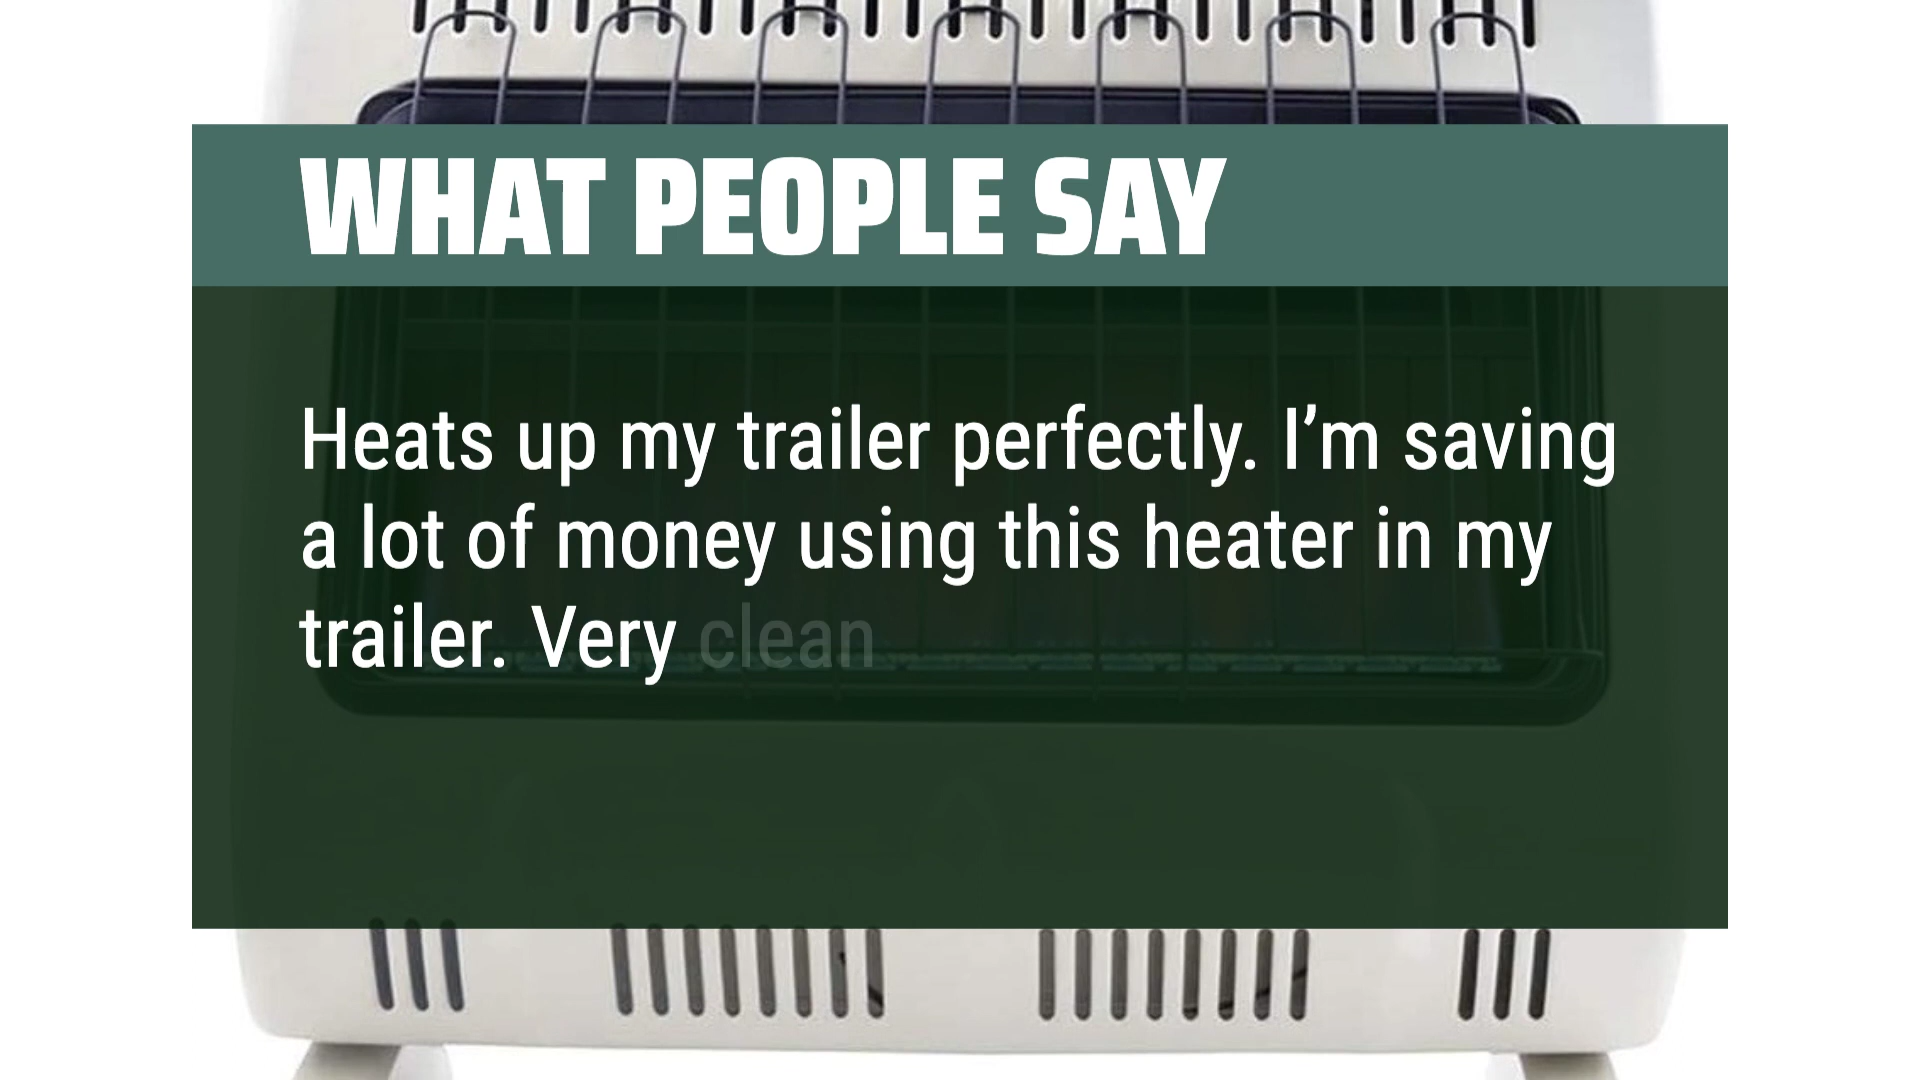 WHAT PEOPLE SAY
Heats up my trailer perfectly. I’m saving
a lot of money using this heater in my
trailer. Very clean